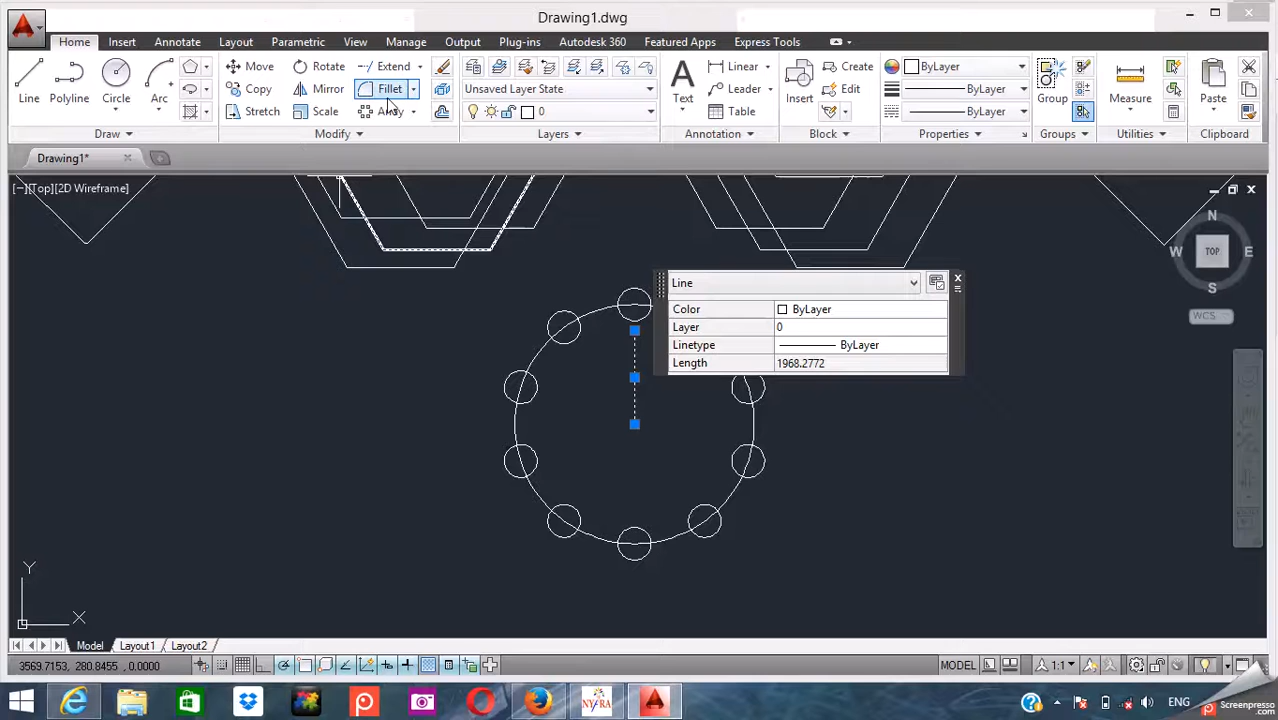 Drawing1.dwg
Home Insert Annotate Layout Parametric View Manage Output Plug-ins Autodesk 360 Featured Apps Express Tools
Move Rotate Extend Unsaved Layer State Linear Create ByLayer
Line Polyline Circle Arc Copy Mirror Fillet Text Leader Insert Edit ByLayer Group Measure Paste
Stretch Scale Array 0 Table ByLayer
Draw Modify Layers Annotation Block Properties Groups Utilities Clipboard
Drawing1*
[−][Top][2D Wireframe]
N
W TOP E
S
WCS
Line
Color ByLayer
Layer 0
Linetype ByLayer
Length 1968.2772
Y
X
Model Layout1 Layout2
3569.7153, 280.8455, 0.0000 MODEL 1:1
ENG
Screenpresso.com